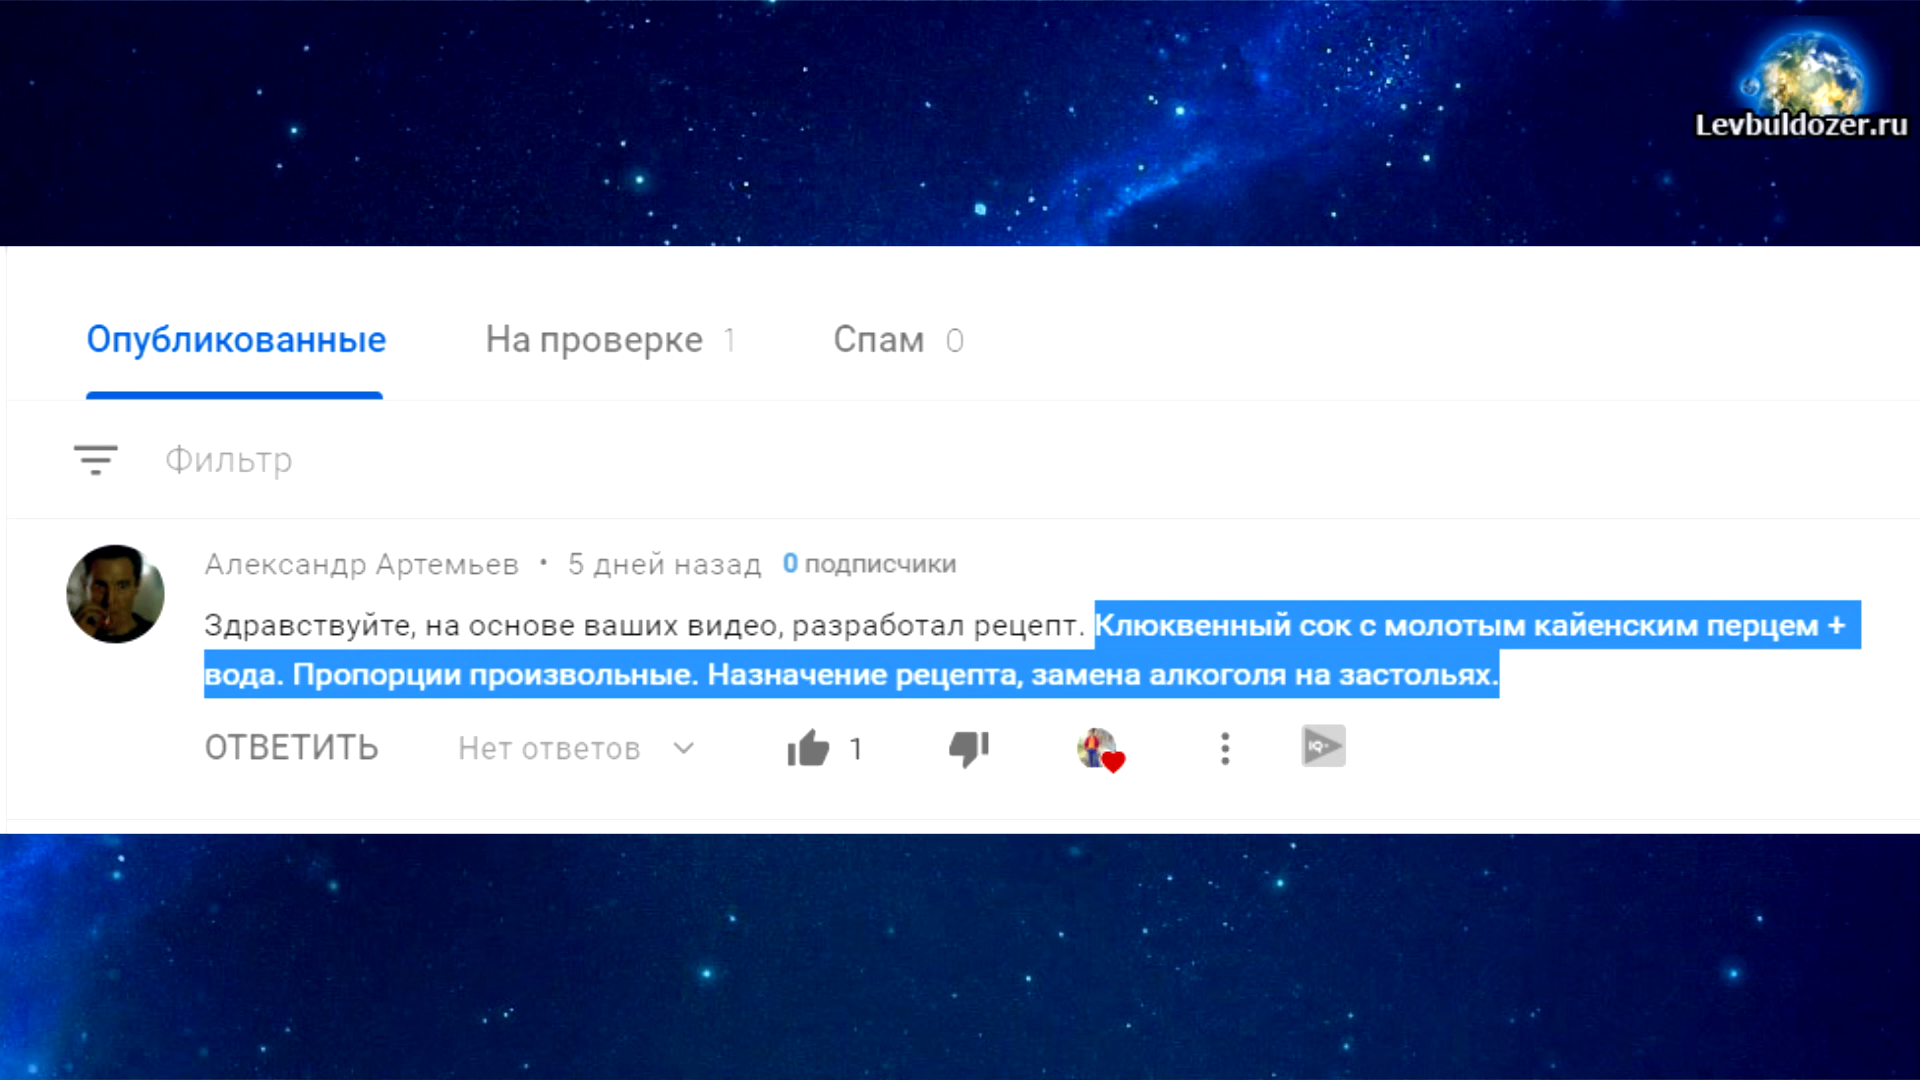 Levbuldozer.ru
Опубликованные На проверке 1 Спам 0
Фильтр
Александр Артемьев • 5 дней назад 0 подписчики
Здравствуйте, на основе ваших видео, разработал рецепт. Клюквенный сок с молотым кайенским перцем +
вода. Пропорции произвольные. Назначение рецепта, замена алкоголя на застольях.
ОТВЕТИТЬ Нет ответов 1 IQ